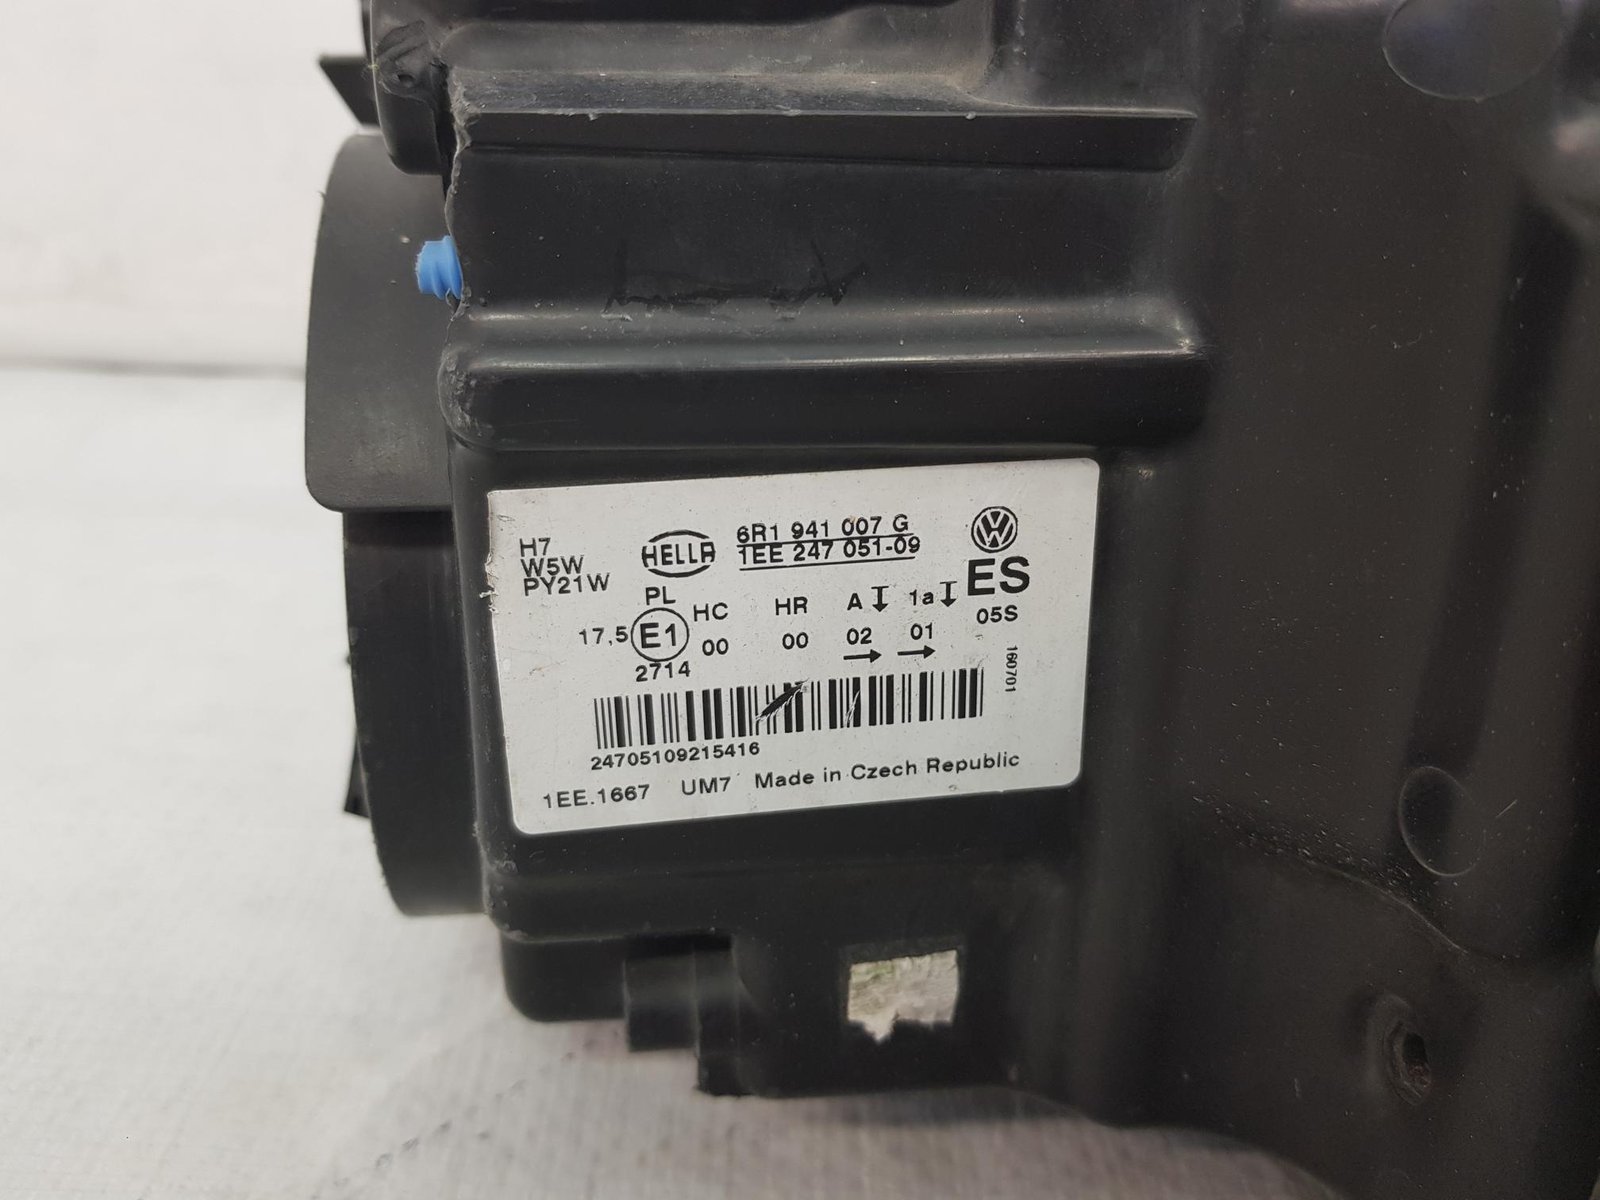 H7
W5W
PY21W
HELLA
6R1 941 007 G
1EE 247 051-09
ES
05S
PL
17,5 E1
2714
HC HR A 1a
00 00 02 01
→ →
160701
24705109215416
1EE.1667 UM7 Made in Czech Republic